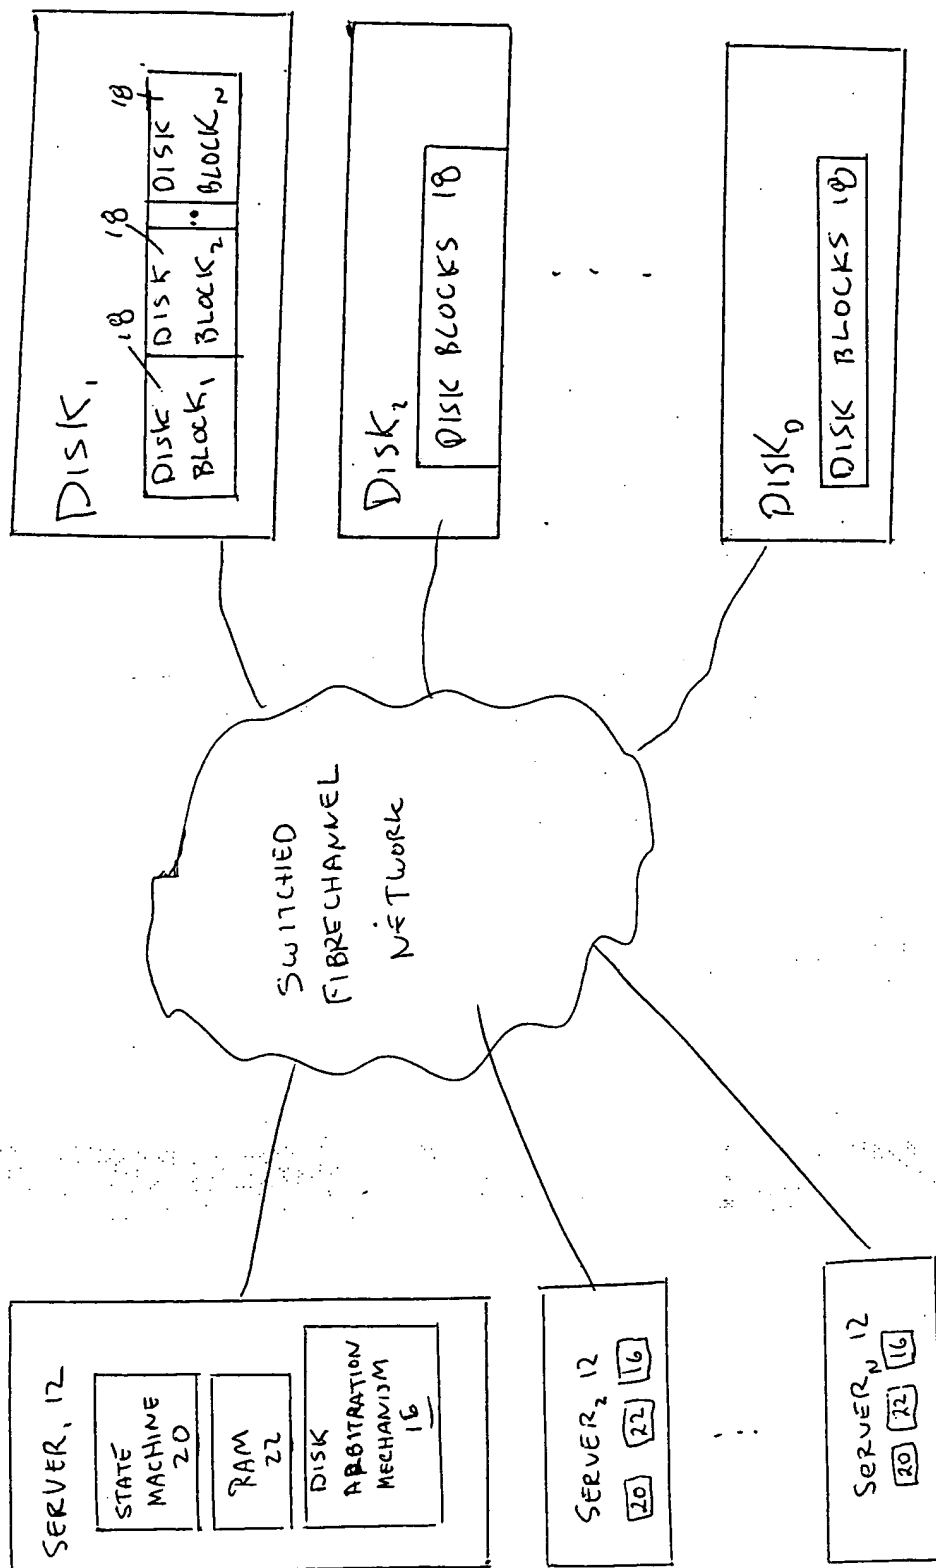 SERVER₁ 12
STATE
MACHINE
20
RAM
22
DISK
ARBITRATION
MECHANISM
16
SERVER₂ 12
20 22 16
...
SERVERN 12
20 22 16
SWITCHED
FIBRECHANNEL
NETWORK
DISK₁
18 18 18
DISK
BLOCK₁
DISK
BLOCK₂
..
DISK
BLOCKN
DISK₂
DISK BLOCKS 18
...
DISKD
DISK BLOCKS 18